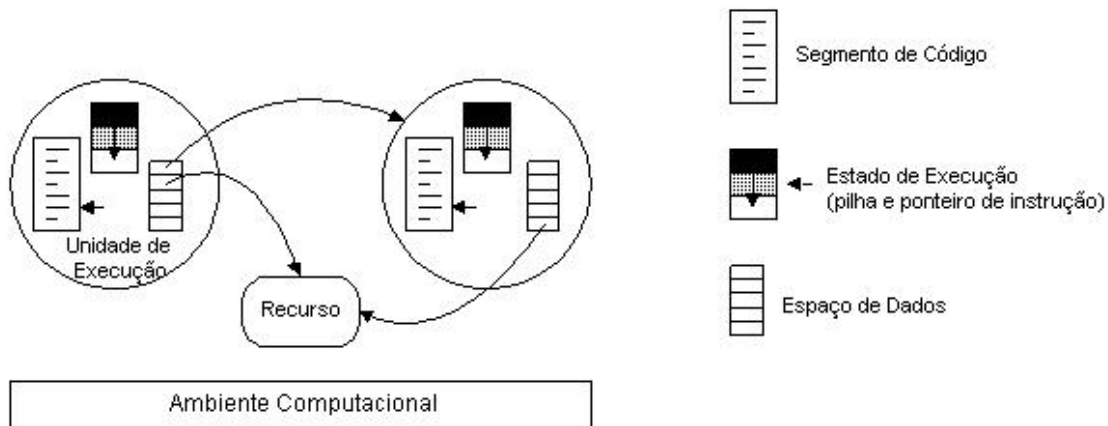 Segmento de Código
Estado de Execução
(pilha e ponteiro de instrução)
Unidade de
Execução
Recurso
Espaço de Dados
Ambiente Computacional